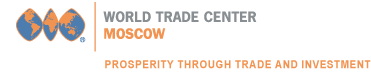 WORLD TRADE CENTER
MOSCOW
®
PROSPERITY THROUGH TRADE AND INVESTMENT